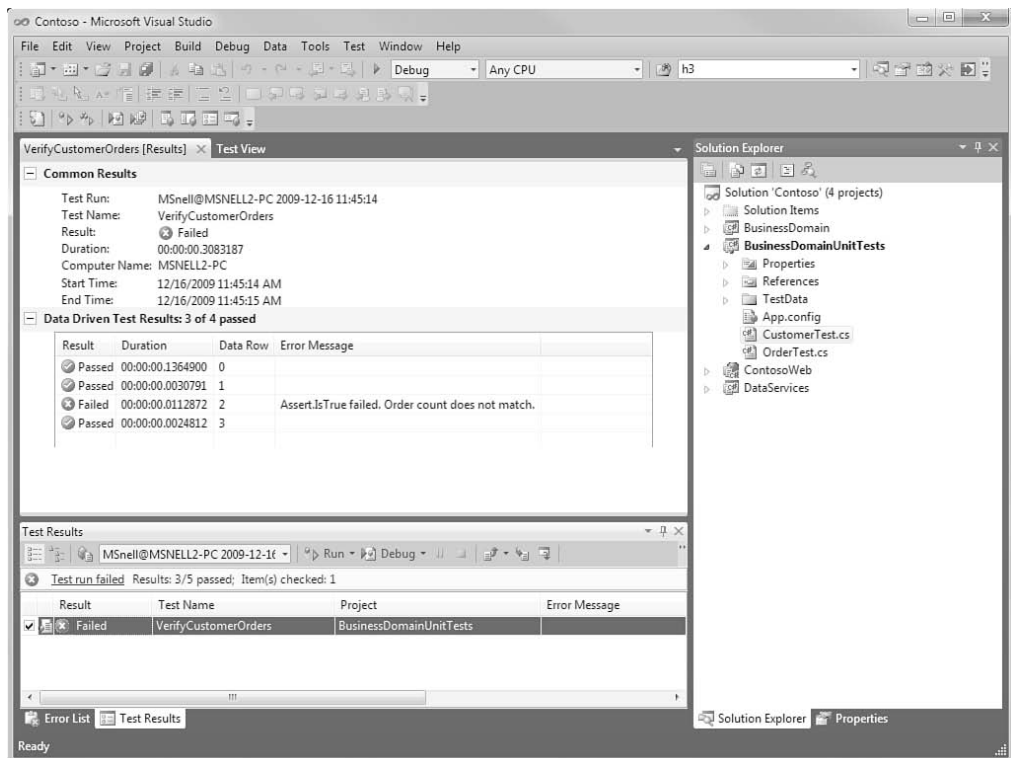 Contoso - Microsoft Visual Studio
File Edit View Project Build Debug Data Tools Test Window Help
Debug Any CPU h3
VerifyCustomerOrders [Results] Test View
Common Results
Test Run: MSnell@MSNELL2-PC 2009-12-16 11:45:14
Test Name: VerifyCustomerOrders
Result: Failed
Duration: 00:00:00.3083187
Computer Name: MSNELL2-PC
Start Time: 12/16/2009 11:45:14 AM
End Time: 12/16/2009 11:45:15 AM
Data Driven Test Results: 3 of 4 passed
Result Duration Data Row Error Message
Passed 00:00:00.1364900 0
Passed 00:00:00.0030791 1
Failed 00:00:00.0112872 2 Assert.IsTrue failed. Order count does not match.
Passed 00:00:00.0024812 3
Test Results
MSnell@MSNELL2-PC 2009-12-16 Run Debug
Test run failed Results: 3/5 passed; Item(s) checked: 1
Result Test Name Project Error Message
Failed VerifyCustomerOrders BusinessDomainUnitTests
Error List Test Results
Solution Explorer
Solution 'Contoso' (4 projects)
Solution Items
BusinessDomain
BusinessDomainUnitTests
Properties
References
TestData
App.config
CustomerTest.cs
OrderTest.cs
ContosoWeb
DataServices
Solution Explorer Properties
Ready